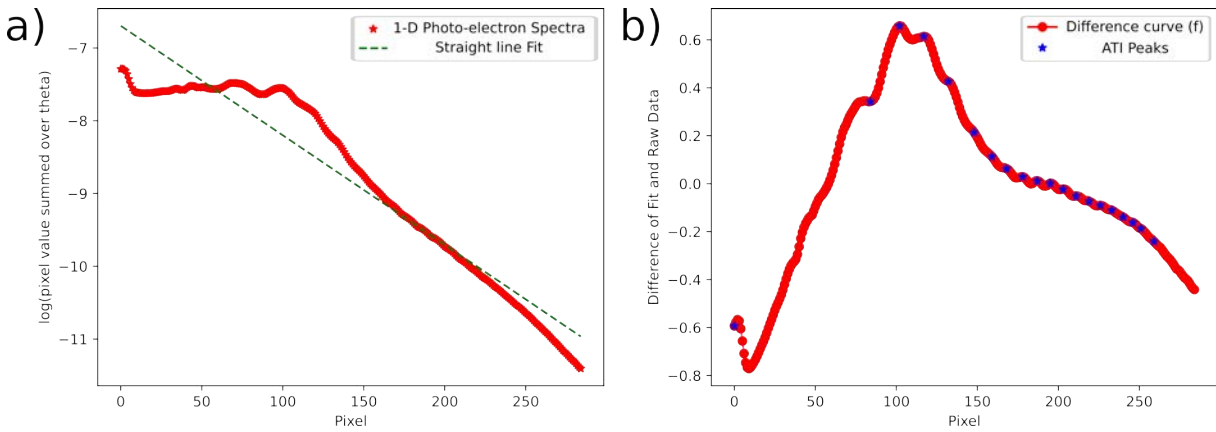 a)
1-D Photo-electron Spectra
Straight line Fit
log(pixel value summed over theta)
−7
−8
−9
−10
−11
0 50 100 150 200 250
Pixel
b)
Difference curve (f)
ATI Peaks
Difference of Fit and Raw Data
0.6
0.4
0.2
0.0
−0.2
−0.4
−0.6
−0.8
0 50 100 150 200 250
Pixel